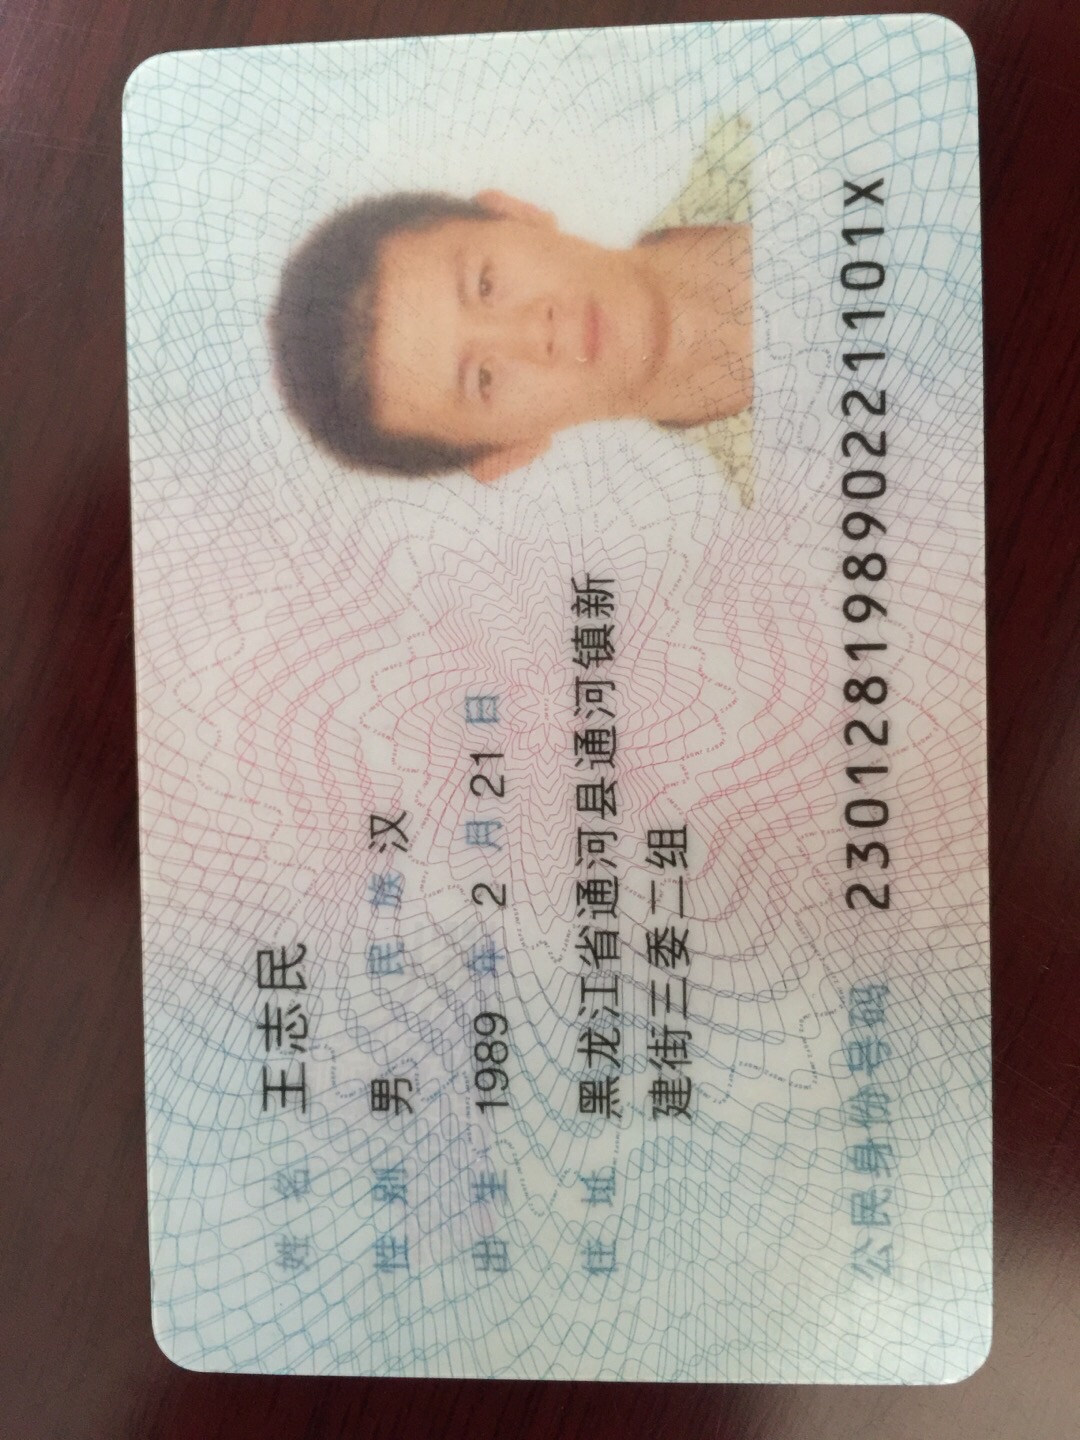 姓名 王志民
性别 男 民族 汉
出生 1989 年 2 月 21 日
住址 黑龙江省通河县通河镇新
建街三委二组
公民身份号码 23012819890221101X